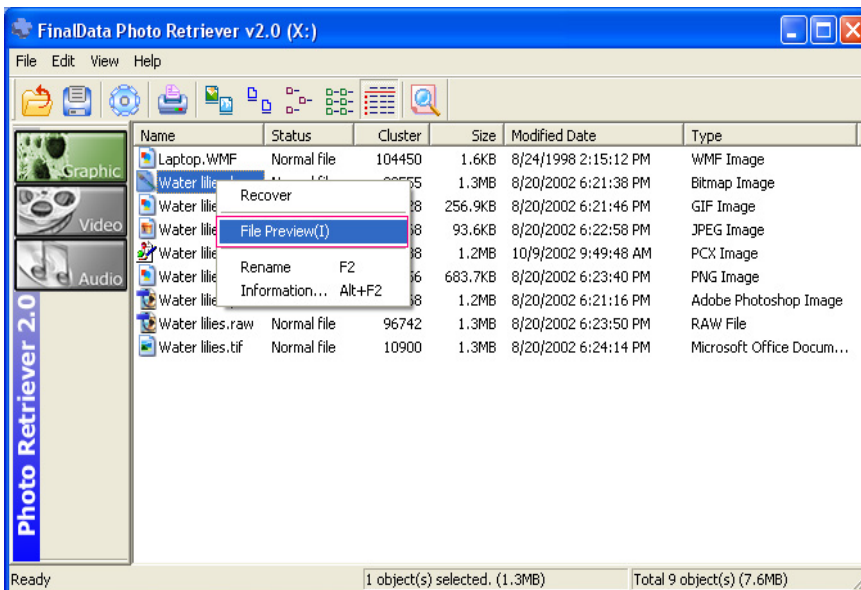 FinalData Photo Retriever v2.0 (X:)
File Edit View Help
Graphic
Video
Audio
Photo Retriever 2.0
Name Status Cluster Size Modified Date Type
Laptop.WMF Normal file 104450 1.6KB 8/24/1998 2:15:12 PM WMF Image
Water lilie 1.3MB 8/20/2002 6:21:38 PM Bitmap Image
Water lilie 256.9KB 8/20/2002 6:21:46 PM GIF Image
Water lilie 93.6KB 8/20/2002 6:22:58 PM JPEG Image
Water lilie 1.2MB 10/9/2002 9:49:48 AM PCX Image
Water lilie 683.7KB 8/20/2002 6:23:40 PM PNG Image
Water lilie 1.2MB 8/20/2002 6:21:16 PM Adobe Photoshop Image
Water lilies.raw Normal file 96742 1.3MB 8/20/2002 6:23:50 PM RAW File
Water lilies.tif Normal file 10900 1.3MB 8/20/2002 6:24:14 PM Microsoft Office Docum...
Recover
File Preview(I)
Rename F2
Information... Alt+F2
Ready 1 object(s) selected. (1.3MB) Total 9 object(s) (7.6MB)